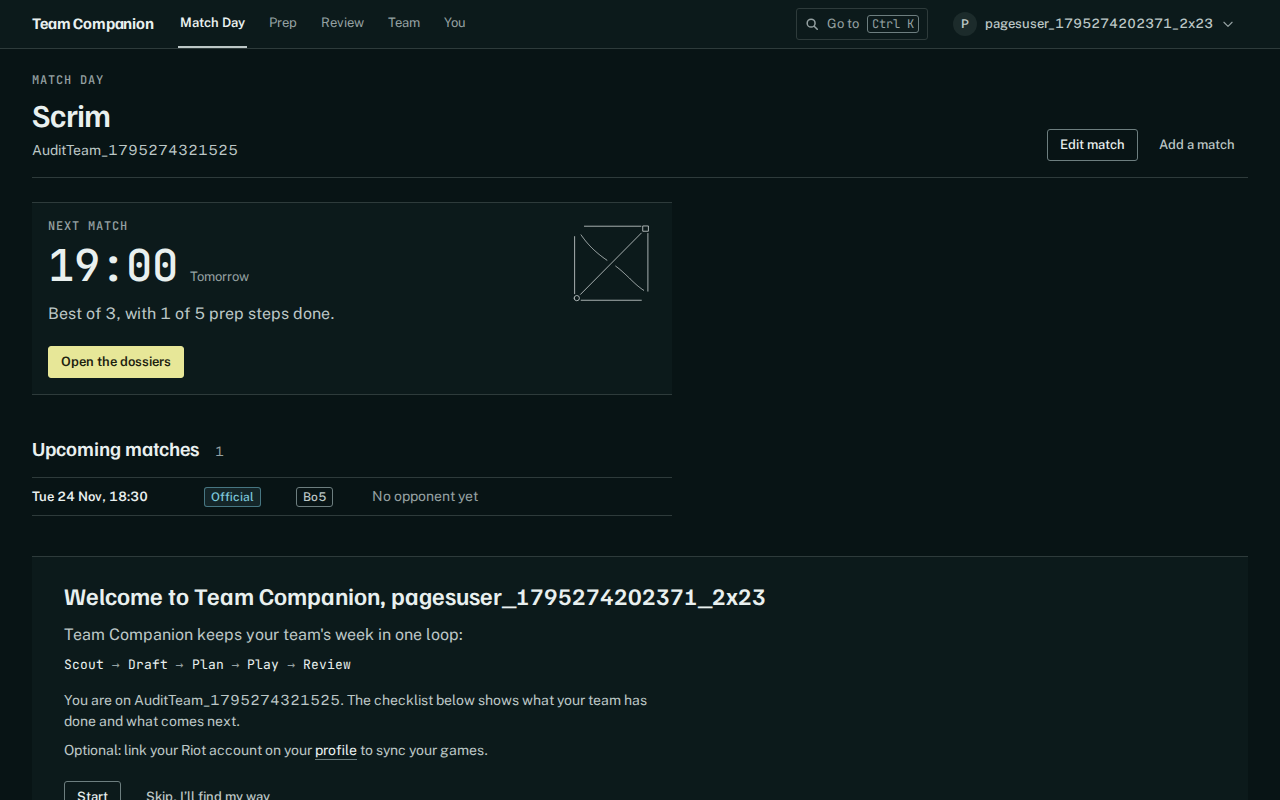 Team Companion
Match Day
Prep
Review
Team
You
Go to
Ctrl K
P
pagesuser_1795274202371_2x23
MATCH DAY
Scrim
AuditTeam_1795274321525
Edit match
Add a match
NEXT MATCH
19:00 Tomorrow
Best of 3, with 1 of 5 prep steps done.
Open the dossiers
Upcoming matches 1
Tue 24 Nov, 18:30
Official
Bo5
No opponent yet
Welcome to Team Companion, pagesuser_1795274202371_2x23
Team Companion keeps your team's week in one loop:
Scout → Draft → Plan → Play → Review
You are on AuditTeam_1795274321525. The checklist below shows what your team has
done and what comes next.
Optional: link your Riot account on your profile to sync your games.
Start
Skip, I'll find my way